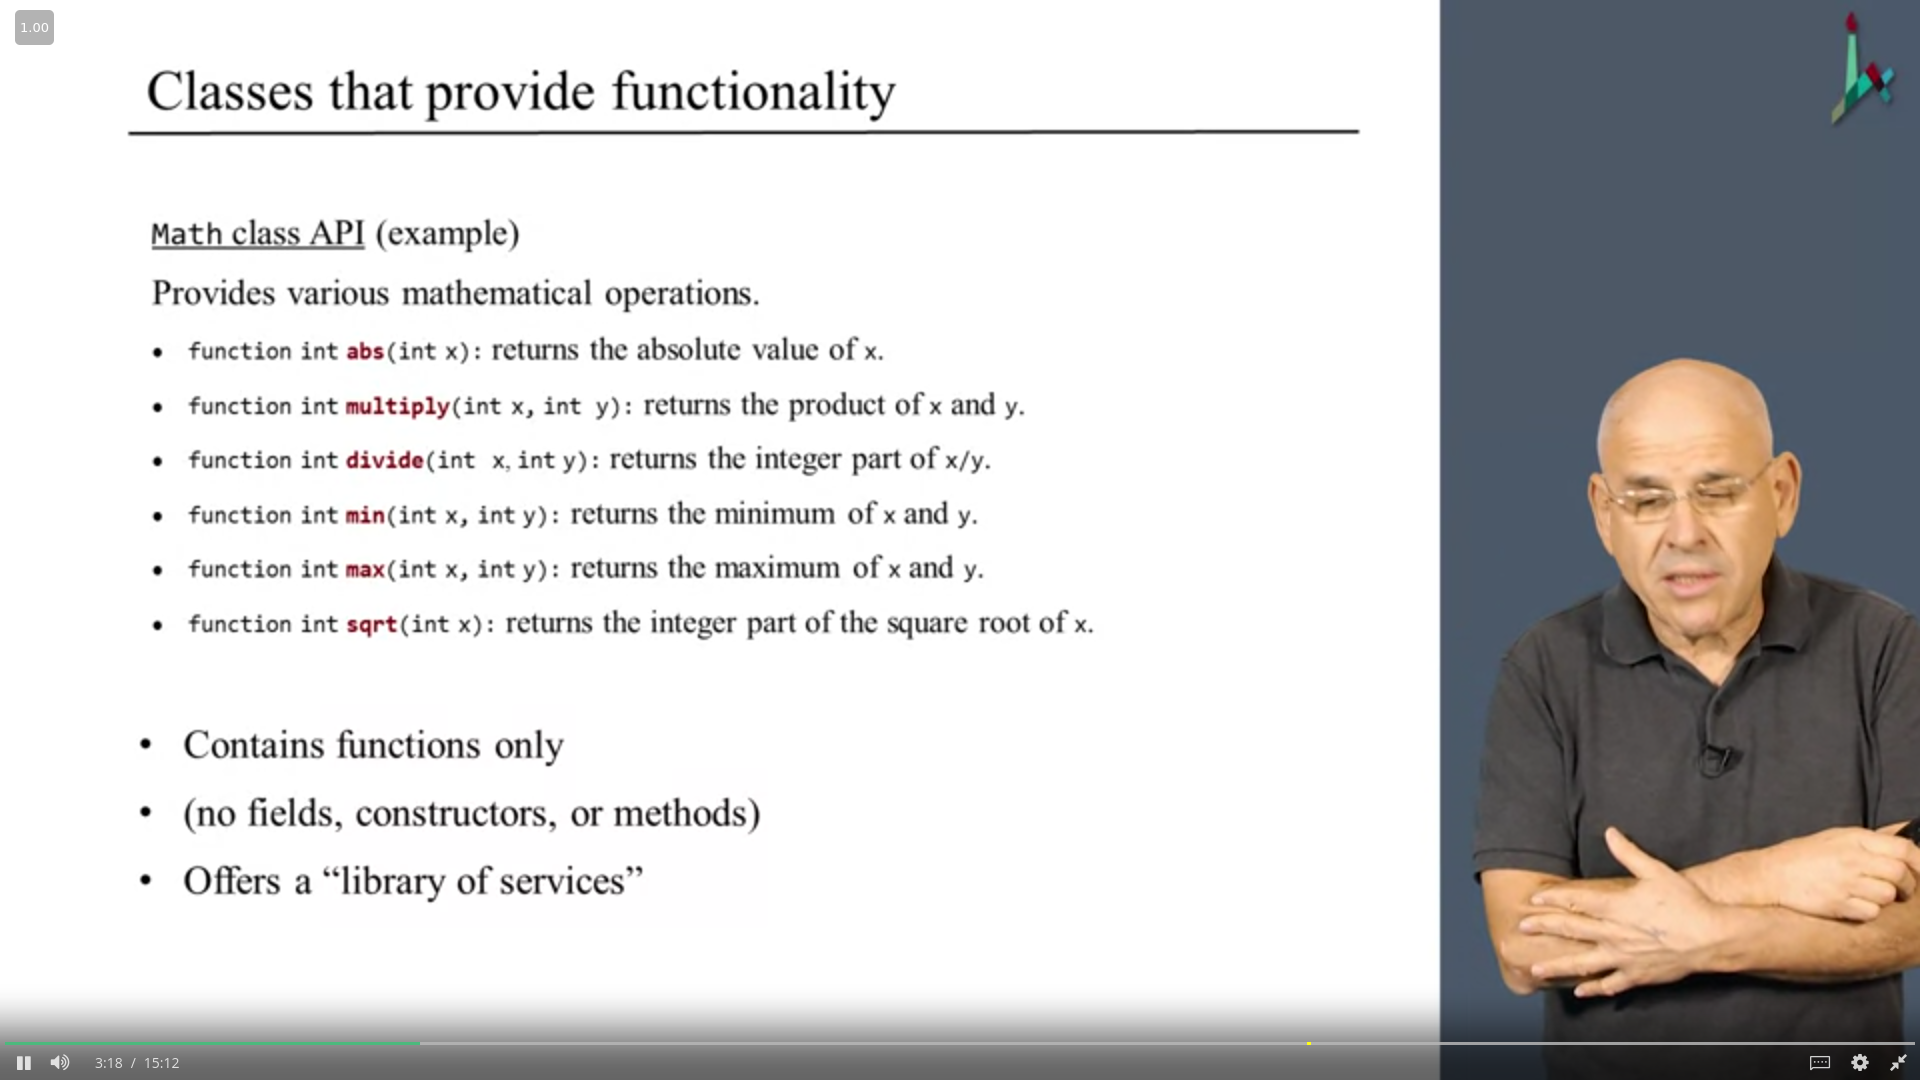 1.00
Classes that provide functionality
Math class API (example)
Provides various mathematical operations.
• function int abs(int x): returns the absolute value of x.
• function int multiply(int x, int y): returns the product of x and y.
• function int divide(int x, int y): returns the integer part of x/y.
• function int min(int x, int y): returns the minimum of x and y.
• function int max(int x, int y): returns the maximum of x and y.
• function int sqrt(int x): returns the integer part of the square root of x.
• Contains functions only
• (no fields, constructors, or methods)
• Offers a “library of services”
3:18 / 15:12